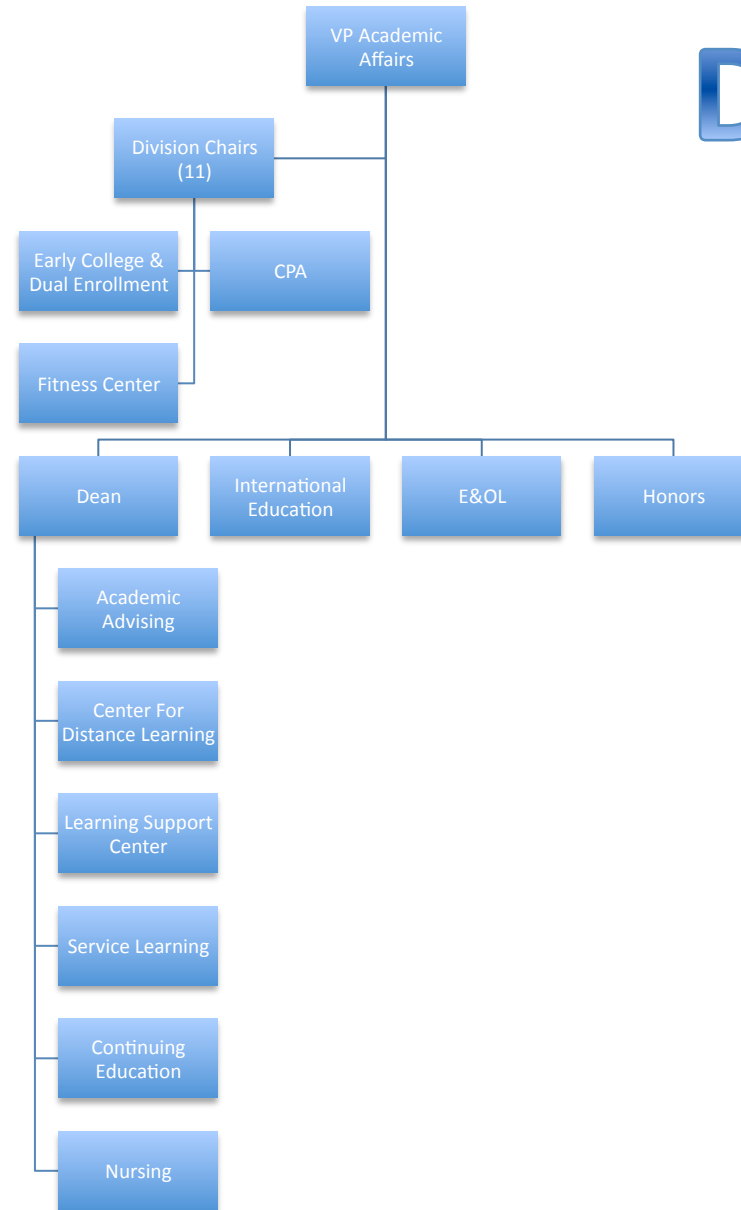 VP Academic
Affairs
D
Division Chairs
(11)
Early College &
Dual Enrollment
CPA
Fitness Center
Dean
International
Education
E&OL
Honors
Academic
Advising
Center For
Distance Learning
Learning Support
Center
Service Learning
Continuing
Education
Nursing